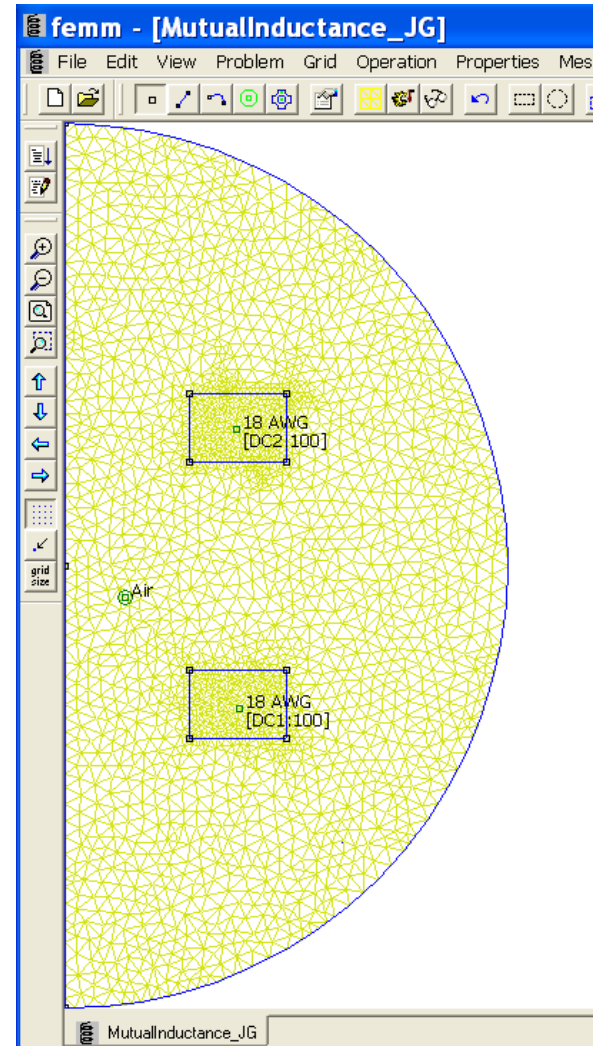 femm - [MutualInductance_JG]
File Edit View Problem Grid Operation Properties Mes
grid
size
18 AWG
[DC2:100]
Air
18 AWG
[DC1:100]
MutualInductance_JG